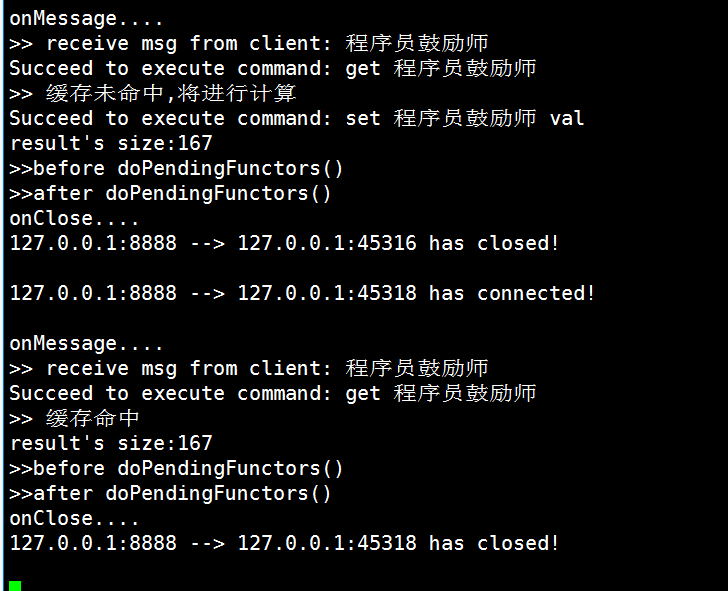 onMessage....
>> receive msg from client: 程序员鼓励师
Succeed to execute command: get 程序员鼓励师
>> 缓存未命中,将进行计算
Succeed to execute command: set 程序员鼓励师 val
result's size:167
>>before doPendingFunctors()
>>after doPendingFunctors()
onClose....
127.0.0.1:8888 --> 127.0.0.1:45316 has closed!
127.0.0.1:8888 --> 127.0.0.1:45318 has connected!
onMessage....
>> receive msg from client: 程序员鼓励师
Succeed to execute command: get 程序员鼓励师
>> 缓存命中
result's size:167
>>before doPendingFunctors()
>>after doPendingFunctors()
onClose....
127.0.0.1:8888 --> 127.0.0.1:45318 has closed!